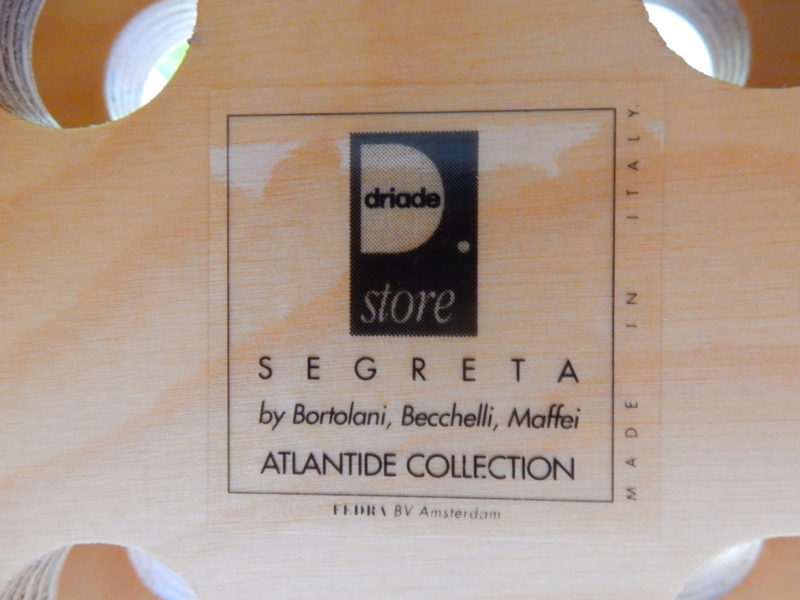 driade
store
SEGRETA
by Bortolani, Becchelli, Maffei
ATLANTIDE COLLECTION
FEDRA BV Amsterdam
MADE IN ITALY.